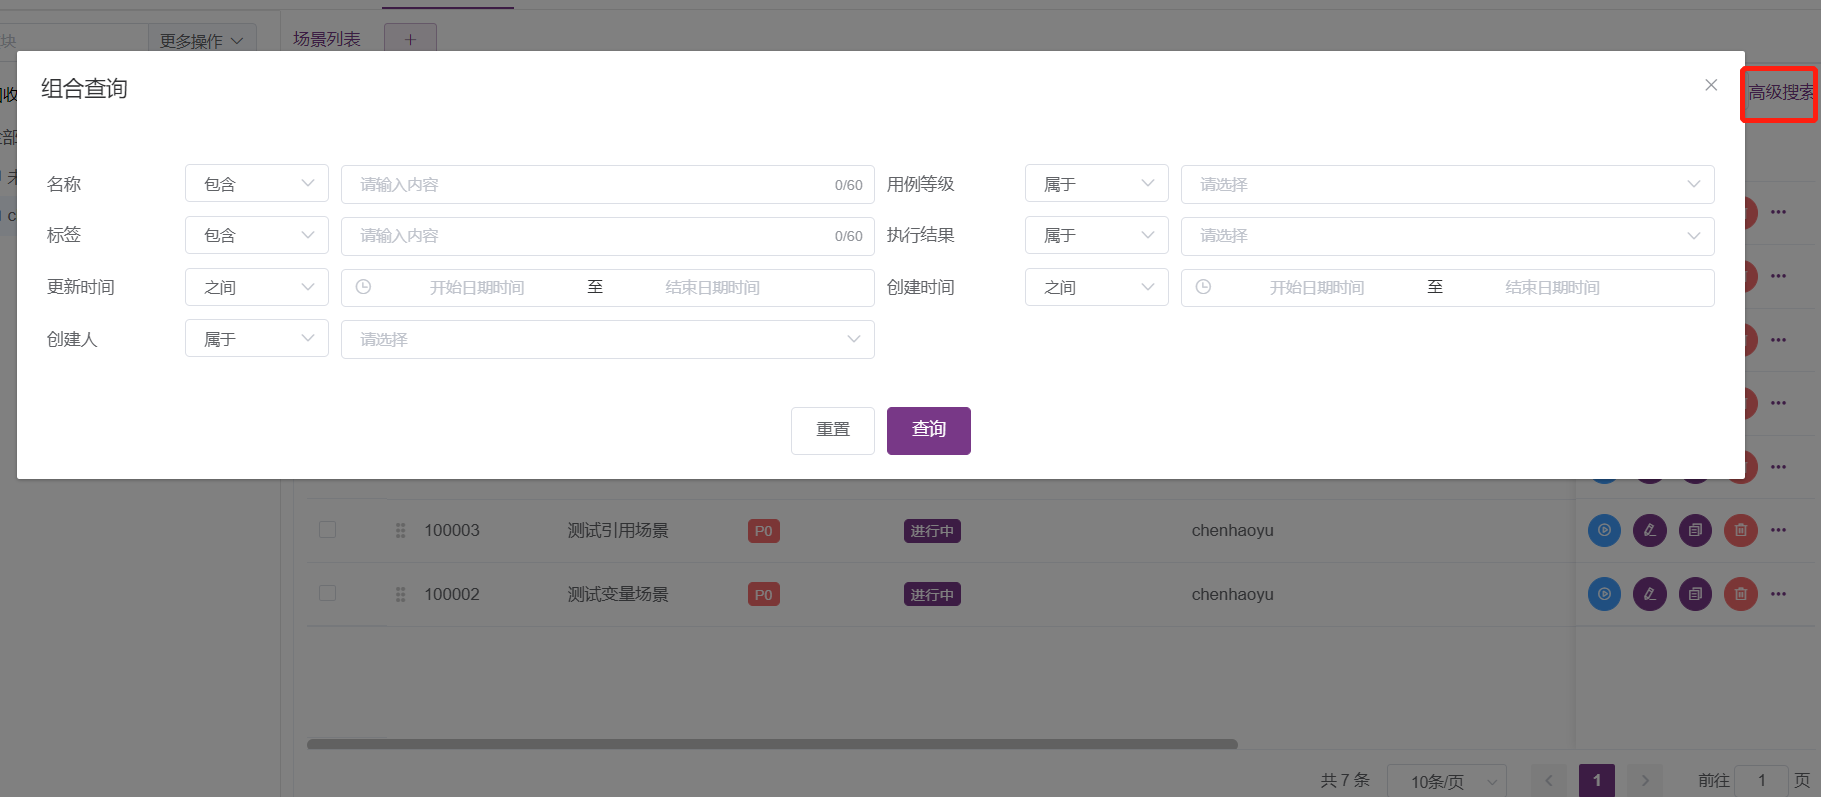 块 更多操作 场景列表 +
组合查询
收 高级搜索
全部
未
c
名称 包含 请输入内容 0/60 用例等级 属于 请选择
标签 包含 请输入内容 0/60 执行结果 属于 请选择
更新时间 之间 开始日期时间 至 结束日期时间 创建时间 之间 开始日期时间 至 结束日期时间
创建人 属于 请选择
重置 查询
100003 测试引用场景 P0 进行中 chenhaoyu
100002 测试变量场景 P0 进行中 chenhaoyu
共 7 条 10条/页 1 前往 1 页